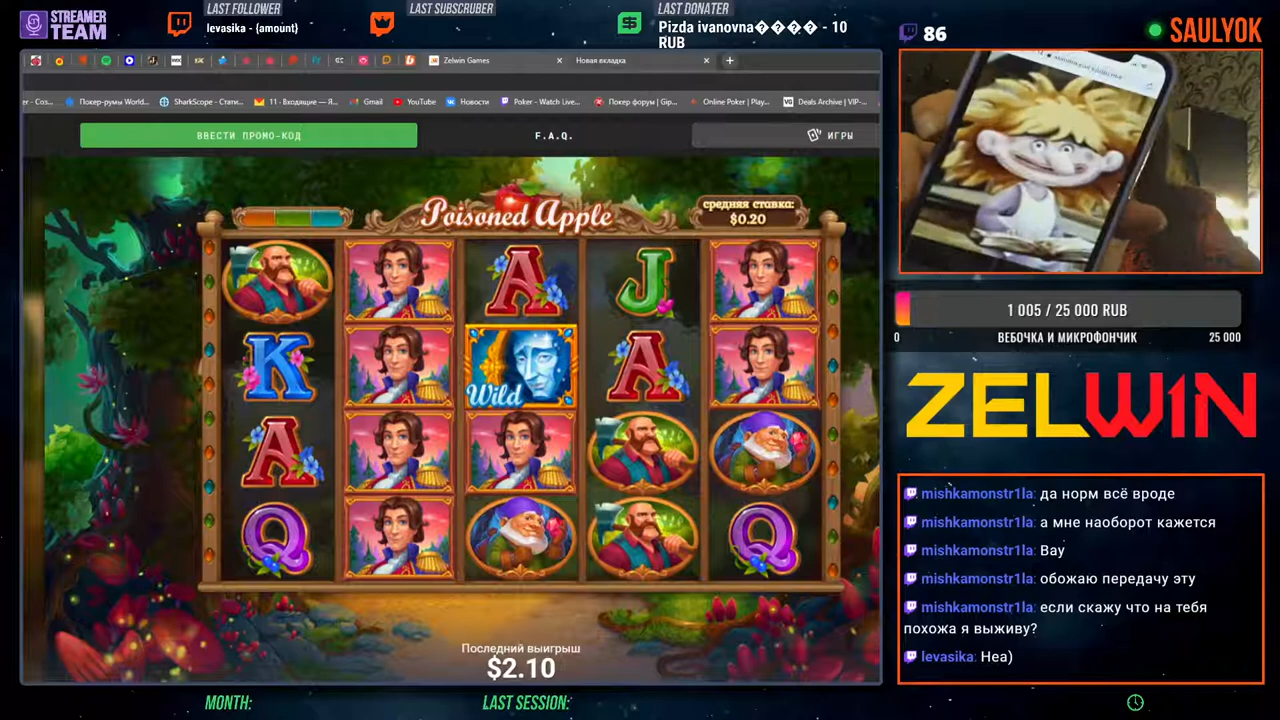 STREAMER
TEAM
LAST FOLLOWER
levasika - (amount)
LAST SUBSCRUBER
LAST DONATER
Pizda ivanovna���� - 10
RUB
86
SAULYOK
Zelwin Games
Новая вкладка
Покер-румы World...
SharkScope - Стати...
11 · Входящие — Я...
Gmail
YouTube
Новости
Poker - Watch Live...
Покер форум | Gip...
Online Poker | Play...
Deals Archive | VIP-...
ВВЕСТИ ПРОМО-КОД
F.A.Q.
ИГРЫ
Poisoned Apple
средняя ставка:
$0.20
A
J
K
Wild
A
A
Q
Q
Последний выигрыш
$2.10
1 005 / 25 000 RUB
0
ВЕБОЧКА И МИКРОФОНЧИК
25 000
ZELWIN
mishkamonstr1la: да норм всё вроде
mishkamonstr1la: а мне наоборот кажется
mishkamonstr1la: Вау
mishkamonstr1la: обожаю передачу эту
mishkamonstr1la: если скажу что на тебя
похожа я выживу?
levasika: Неа)
MONTH:
LAST SESSION: